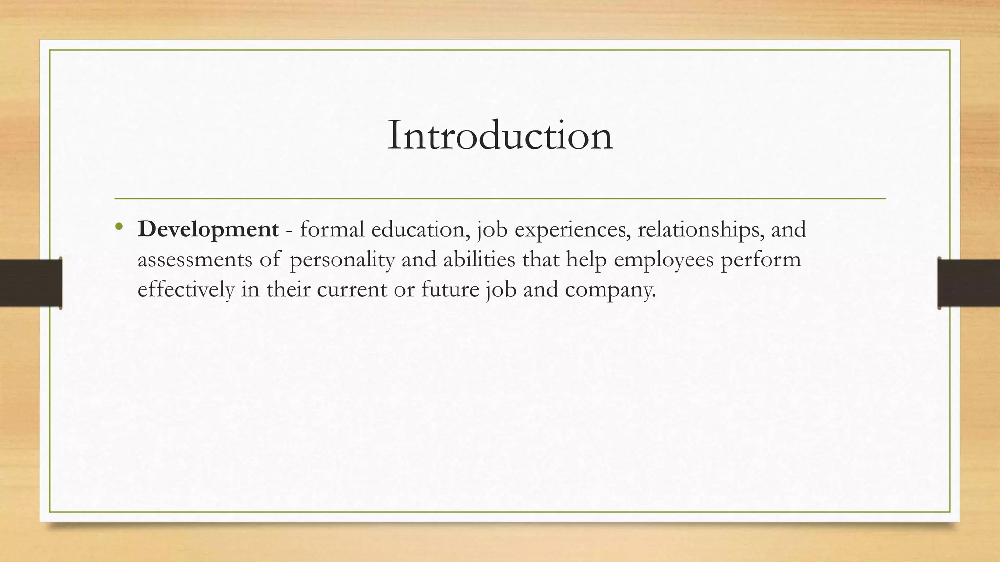 Introduction
• Development - formal education, job experiences, relationships, and
assessments of personality and abilities that help employees perform
effectively in their current or future job and company.